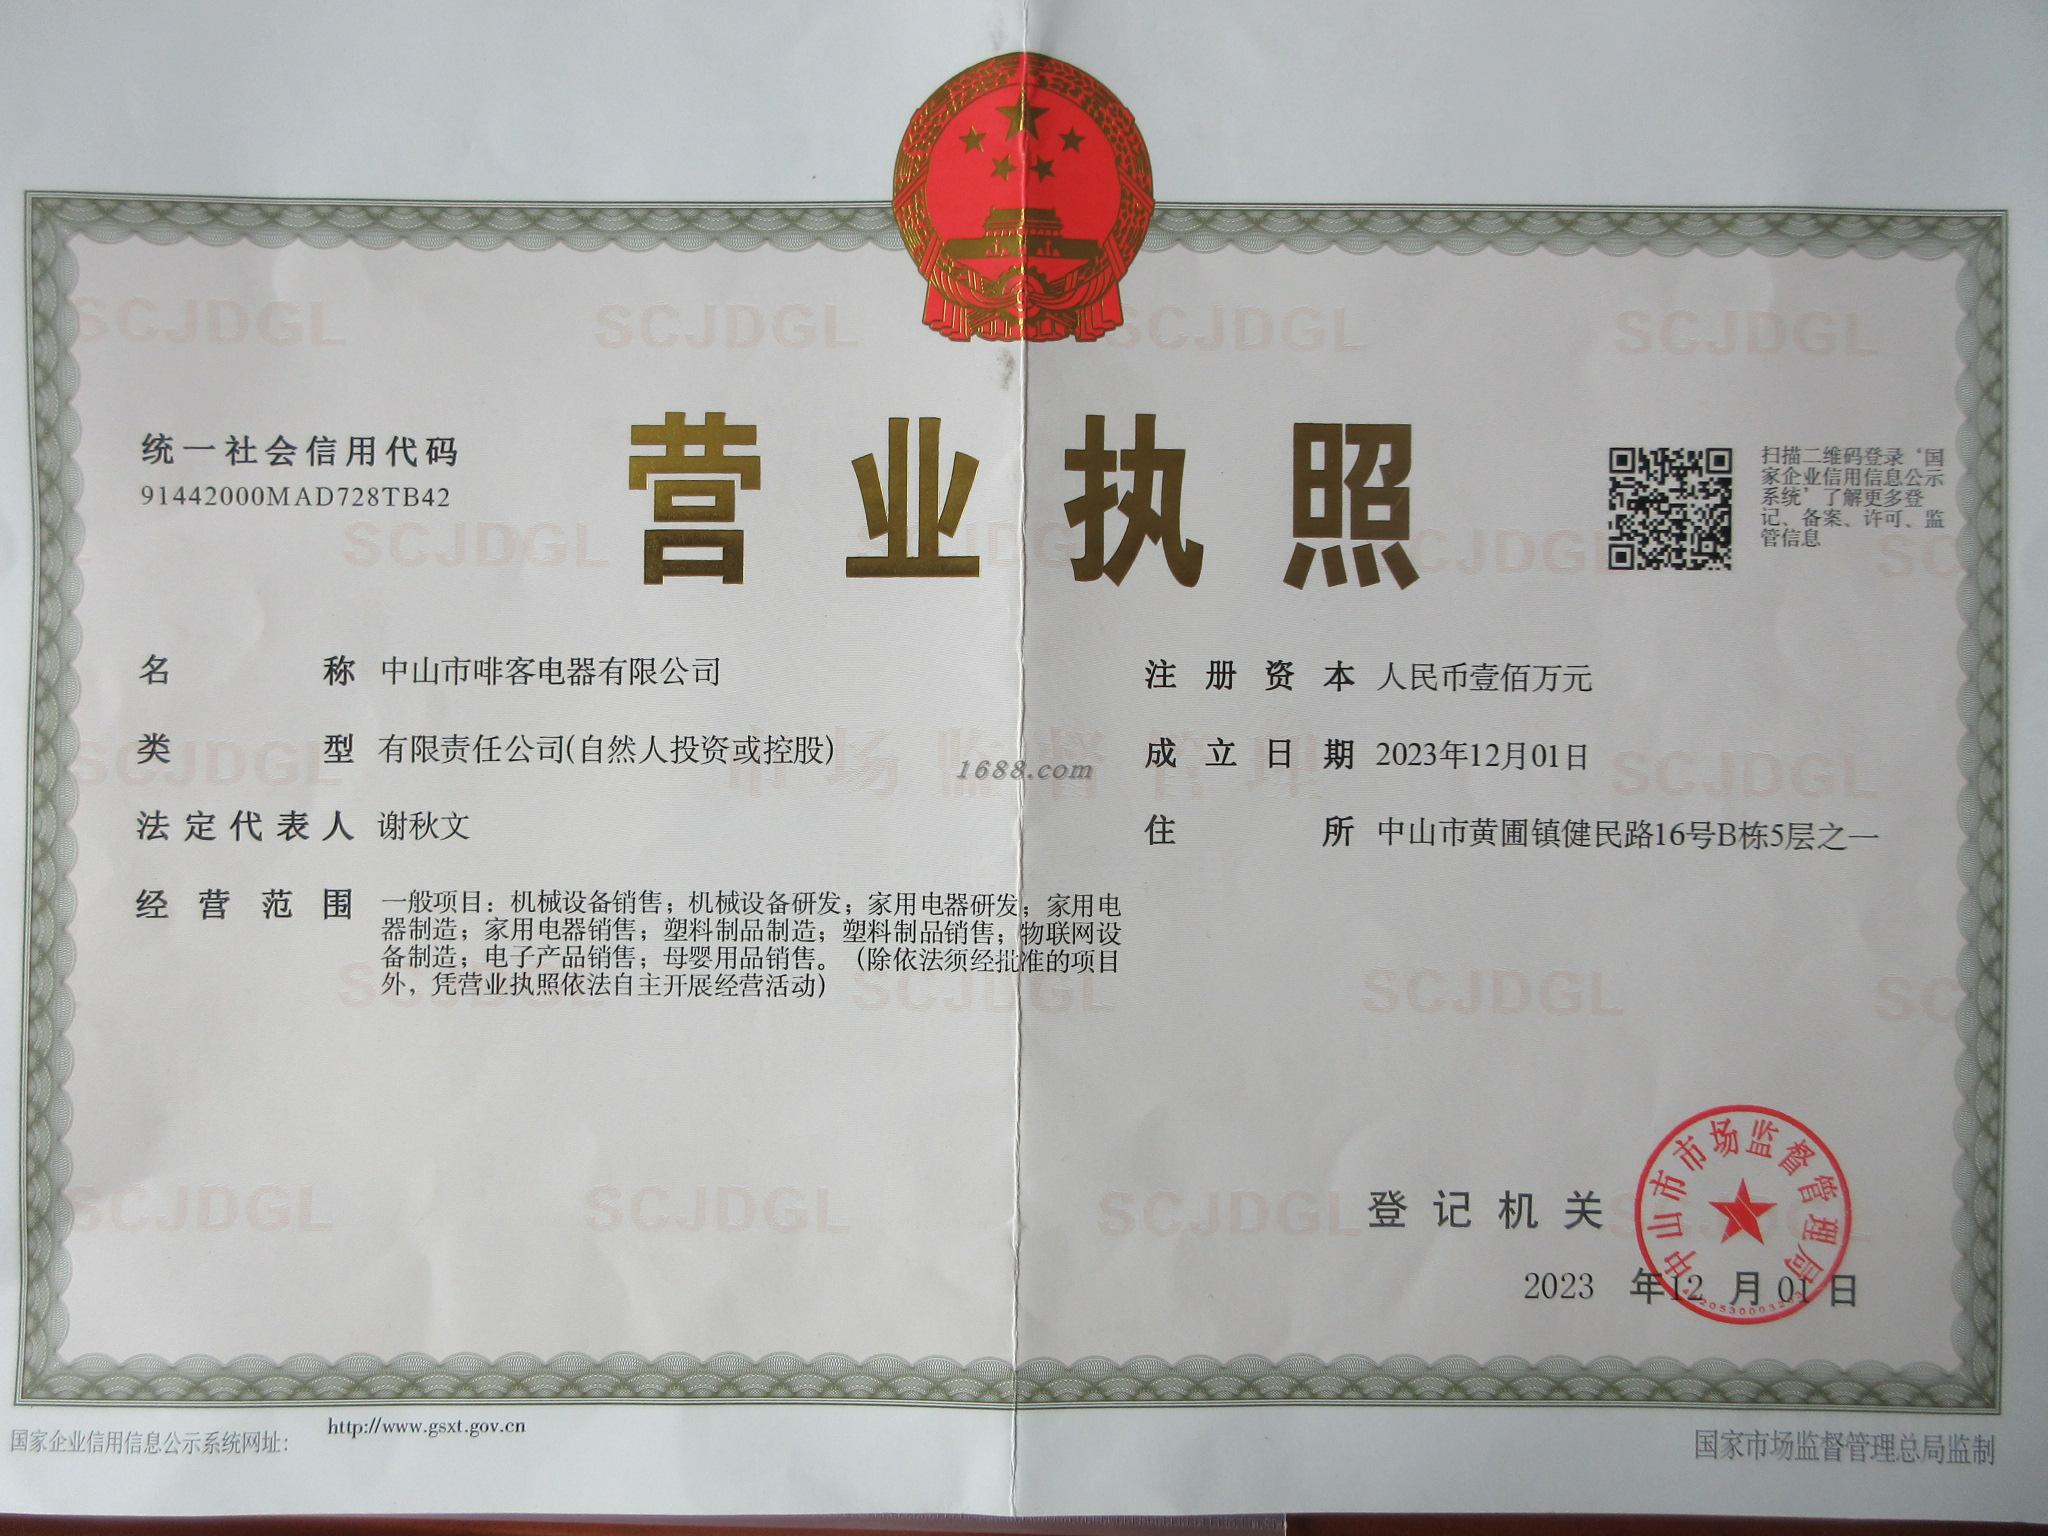 营业执照
统一社会信用代码
91442000MAD728TB42
扫描二维码登录‘国
家企业信用信息公示
系统’了解更多登
记、备案、许可、监
管信息
名称 中山市啡客电器有限公司
类型 有限责任公司(自然人投资或控股)
法定代表人 谢秋文
经营范围 一般项目：机械设备销售；机械设备研发；家用电器研发；家用电
器制造；家用电器销售；塑料制品制造；塑料制品销售；物联网设
备制造；电子产品销售；母婴用品销售。（除依法须经批准的项目
外，凭营业执照依法自主开展经营活动）
注册资本 人民币壹佰万元
成立日期 2023年12月01日
住所 中山市黄圃镇健民路16号B栋5层之一
1688.com
市场监督管理
SCJDGL
登记机关
中山市市场监督管理局
2023 年12 月01日
国家企业信用信息公示系统网址：
http://www.gsxt.gov.cn
国家市场监督管理总局监制